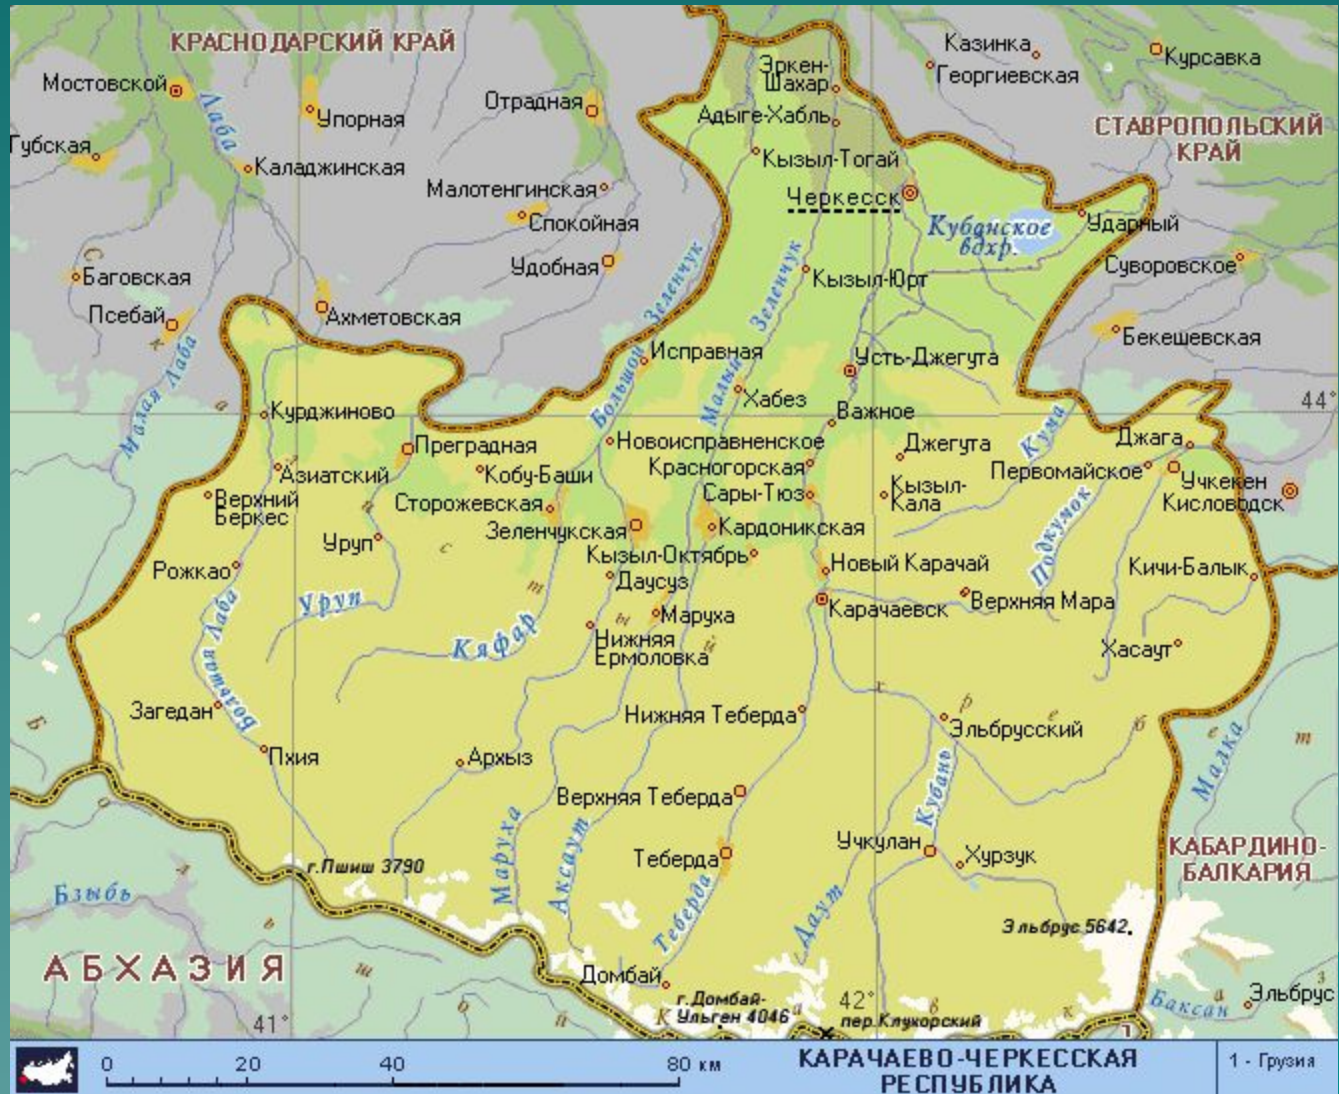 КРАСНОДАРСКИЙ КРАЙ
Казинка
Курсавка
Георгиевская
Эркен-
Шахар
Мостовской
Лаба
Упорная
Отрадная
Адыге-Хабль
СТАВРОПОЛЬСКИЙ
КРАЙ
Губская
Каладжинская
Кызыл-Тогай
Малотенгинская
Черкесск
Спокойная
Кубанское
вдхр.
Ударный
Баговская
Удобная
Большой Зеленчук
Малый Зеленчук
Кызыл-Юрт
Суворовское
Псебай
Ахметовская
Бекешевская
Малая Лаба
Исправная
Усть-Джегута
Хабез
44°
Курджиново
Важное
Кума
Преградная
Новоисправненское
Джегута
Джага
Азиатский
Кобу-Баши
Красногорская
Первомайское
Учкекен
Верхний
Беркес
Сторожевская
Сары-Тюз
Кызыл-
Кала
Кисловодск
Подкумок
Зеленчукская
Кардоникская
Уруп
Кызыл-Октябрь
Рожкао
Даусуз
Новый Карачай
Кичи-Балык
Большая Лаба
Уруп
Маруха
Карачаевск
Верхняя Мара
Кяфар
Нижняя
Ермоловка
Хасаут
Загедан
Нижняя Теберда
Эльбрусский
Пхия
Архыз
Малка
Кубань
Верхняя Теберда
Маруха
Аксаут
Теберда
Учкулан
Хурзук
КАБАРДИНО-
БАЛКАРИЯ
г.Пшиш 3790
Бзыбь
Теберда
Даут
Эльбрус 5642
АБХАЗИЯ
Домбай
г.Домбай-
Ульген 4046
42°
пер.Клухорский
Баксан
Эльбрус
41°
С к а л и с т ы й х р е б е т
Б о л ь ш о й К а в к а з
1
0 20 40 80 км
КАРАЧАЕВО-ЧЕРКЕССКАЯ
РЕСПУБЛИКА
1 - Грузия